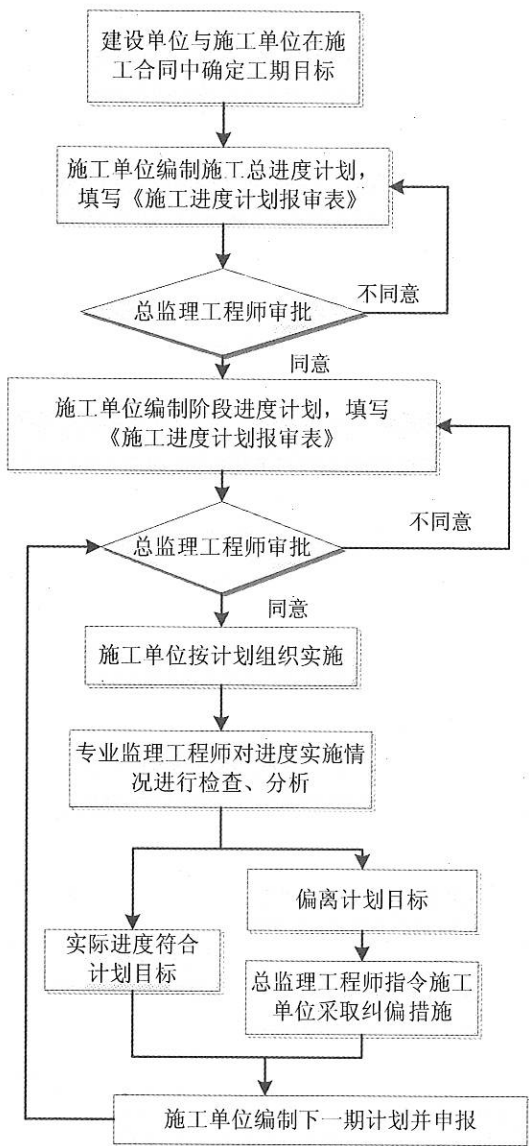 建设单位与施工单位在施
工合同中确定工期目标
施工单位编制施工总进度计划，
填写《施工进度计划报审表》
总监理工程师审批
不同意
同意
施工单位编制阶段进度计划，填写
《施工进度计划报审表》
不同意
总监理工程师审批
同意
施工单位按计划组织实施
专业监理工程师对进度实施情
况进行检查、分析
偏离计划目标
实际进度符合
计划目标
总监理工程师指令施工
单位采取纠偏措施
施工单位编制下一期计划并申报